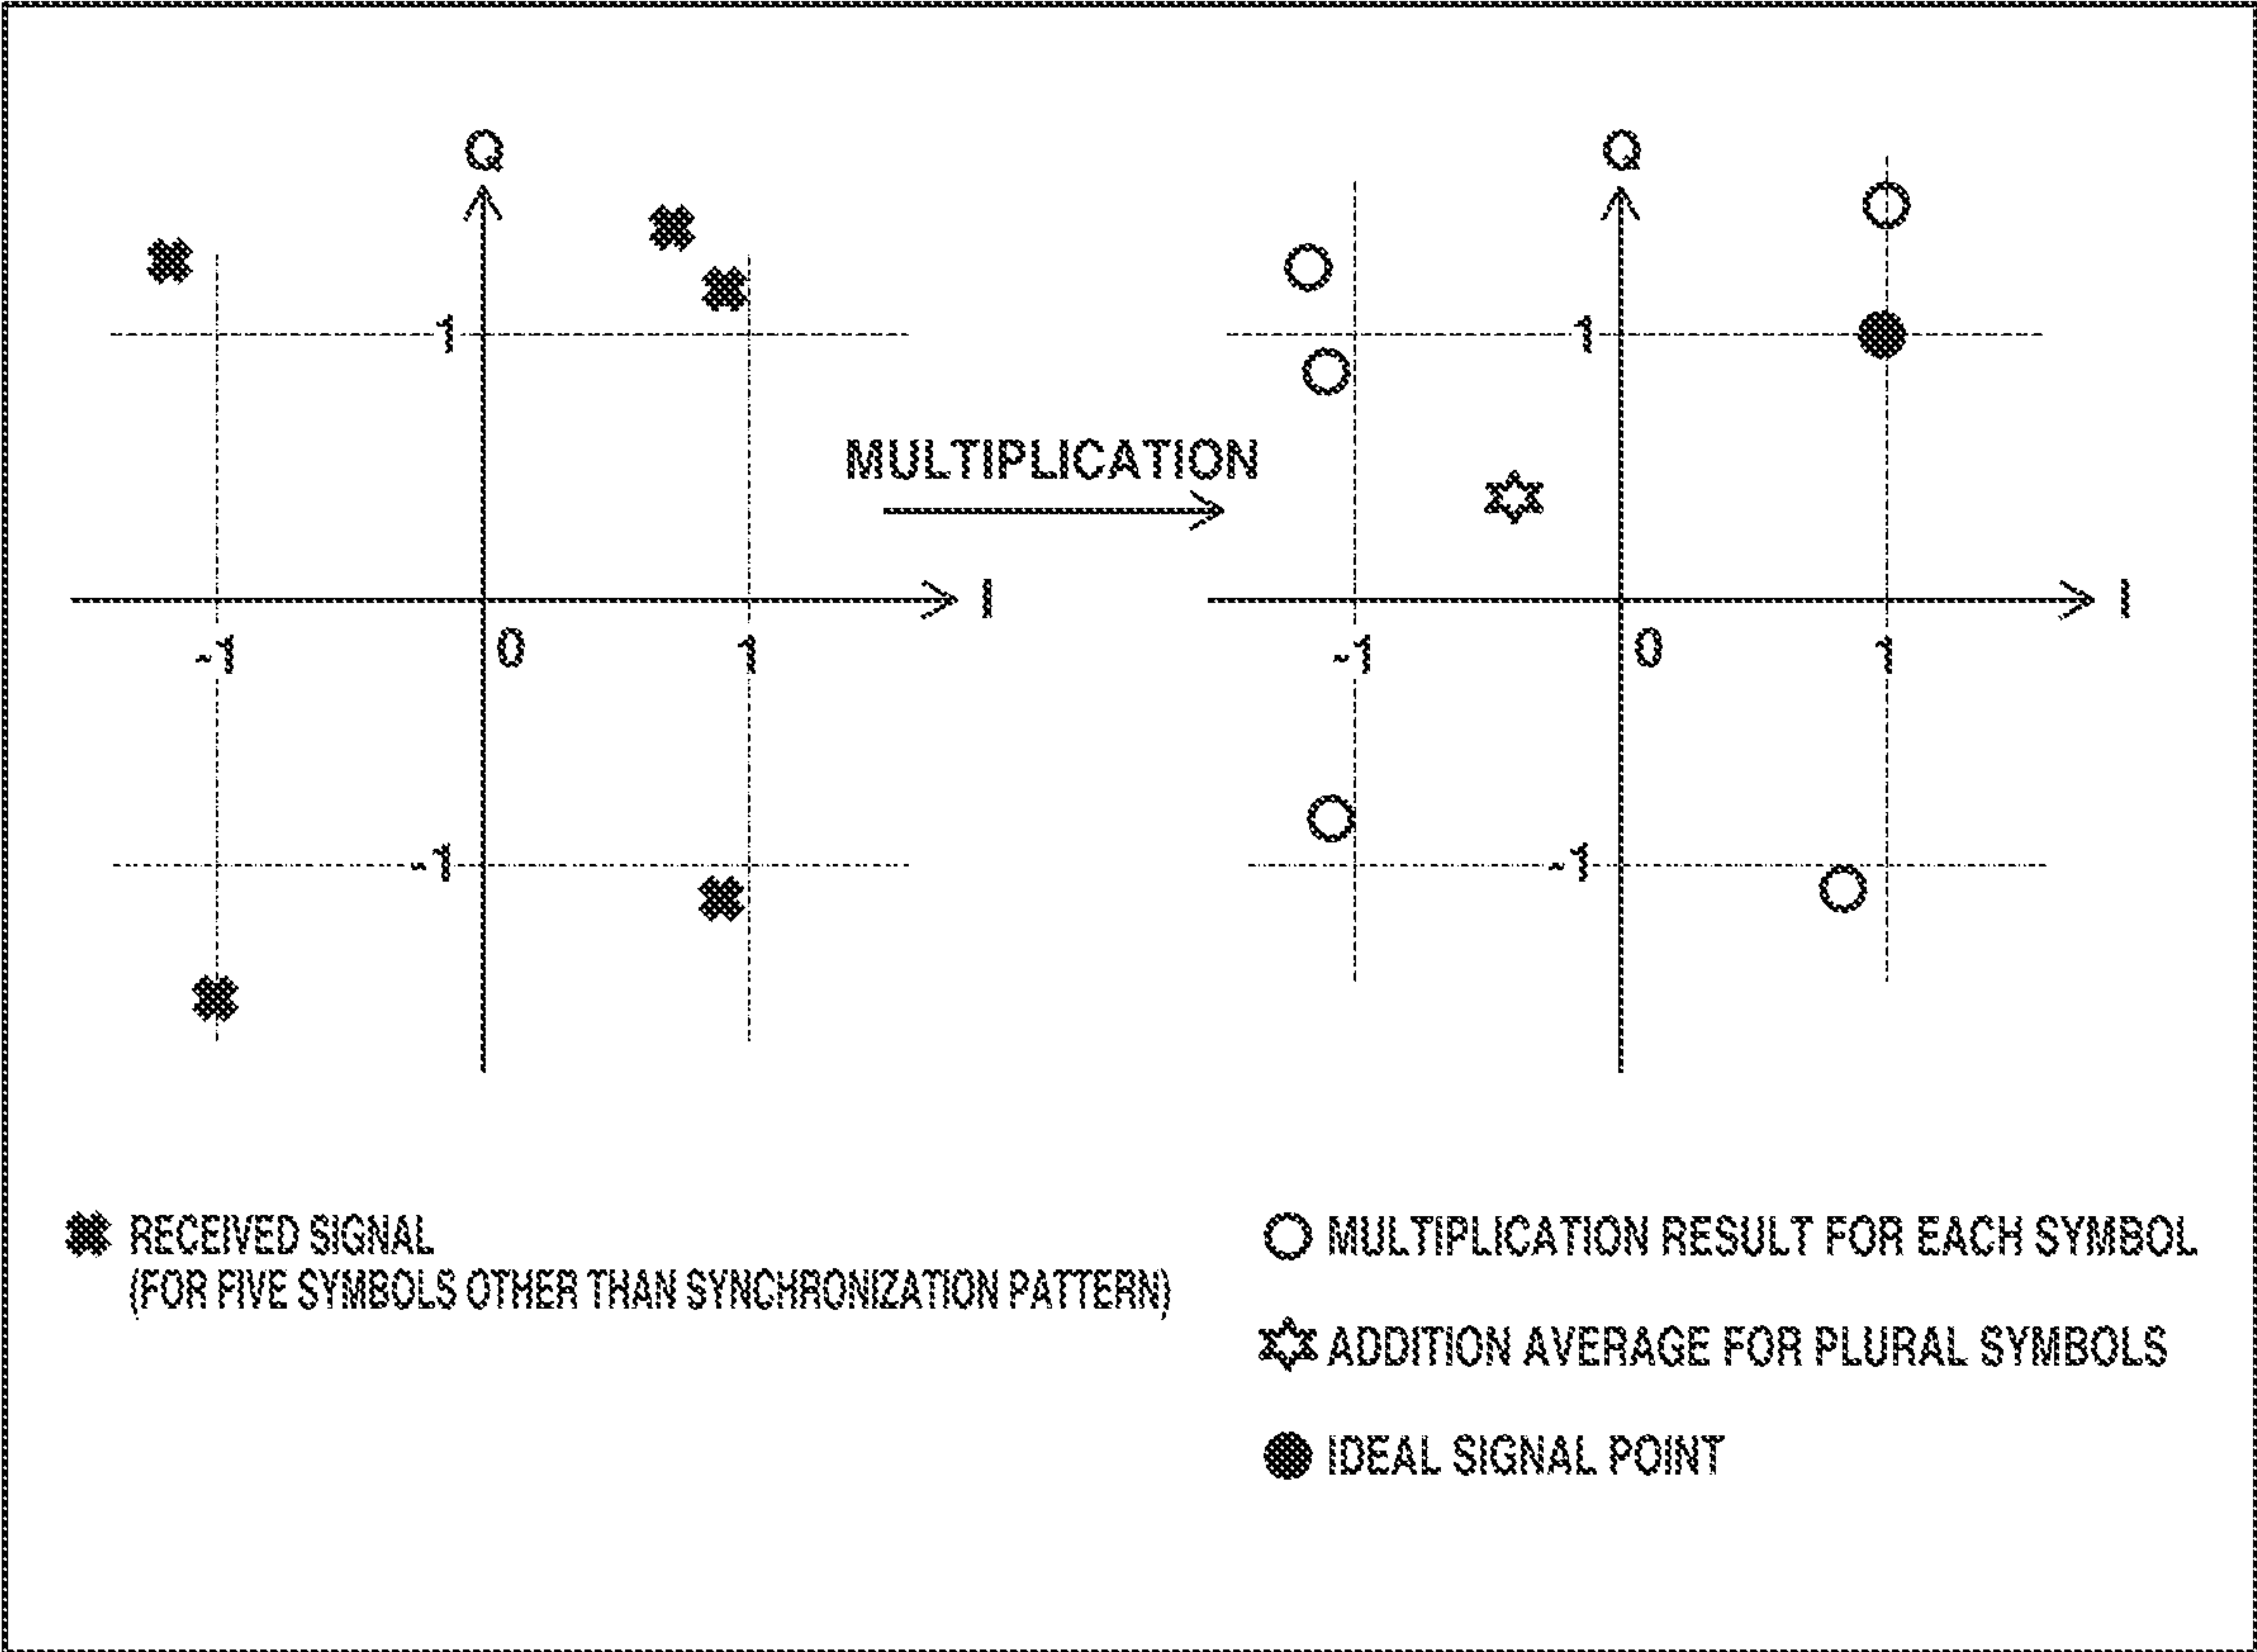 Q
1
I
-1
0
1
-1
MULTIPLICATION
Q
1
I
-1
0
1
-1
RECEIVED SIGNAL
(FOR FIVE SYMBOLS OTHER THAN SYNCHRONIZATION PATTERN)
MULTIPLICATION RESULT FOR EACH SYMBOL
ADDITION AVERAGE FOR PLURAL SYMBOLS
IDEAL SIGNAL POINT